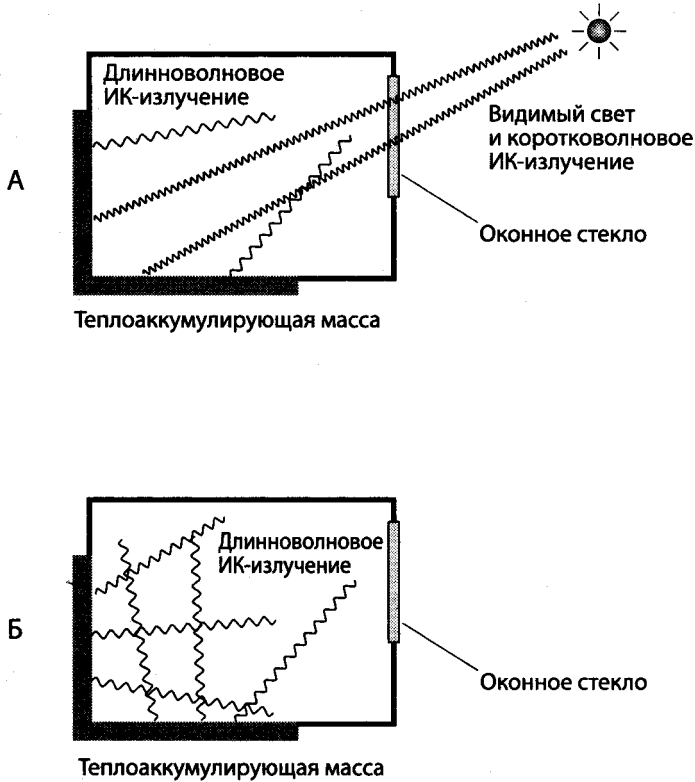 Длинноволновое
ИК-излучение
Видимый свет
и коротковолновое
ИК-излучение
А
Оконное стекло
Теплоаккумулирующая масса
Длинноволновое
ИК-излучение
Б
Оконное стекло
Теплоаккумулирующая масса